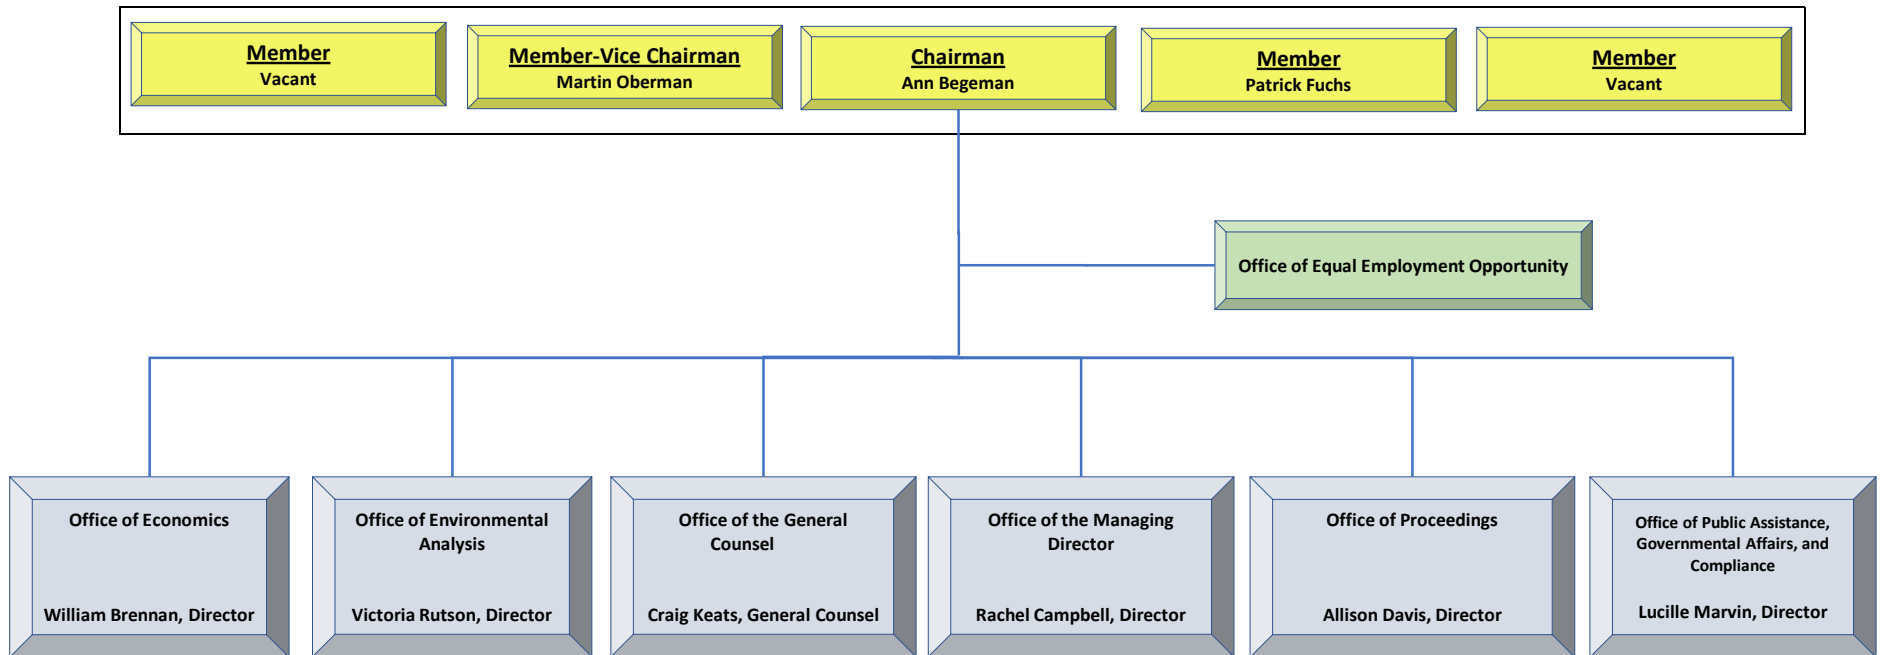 Member
Vacant
Member-Vice Chairman
Martin Oberman
Chairman
Ann Begeman
Member
Patrick Fuchs
Member
Vacant
Office of Equal Employment Opportunity
Office of Economics
William Brennan, Director
Office of Environmental
Analysis
Victoria Rutson, Director
Office of the General
Counsel
Craig Keats, General Counsel
Office of the Managing
Director
Rachel Campbell, Director
Office of Proceedings
Allison Davis, Director
Office of Public Assistance,
Governmental Affairs, and
Compliance
Lucille Marvin, Director